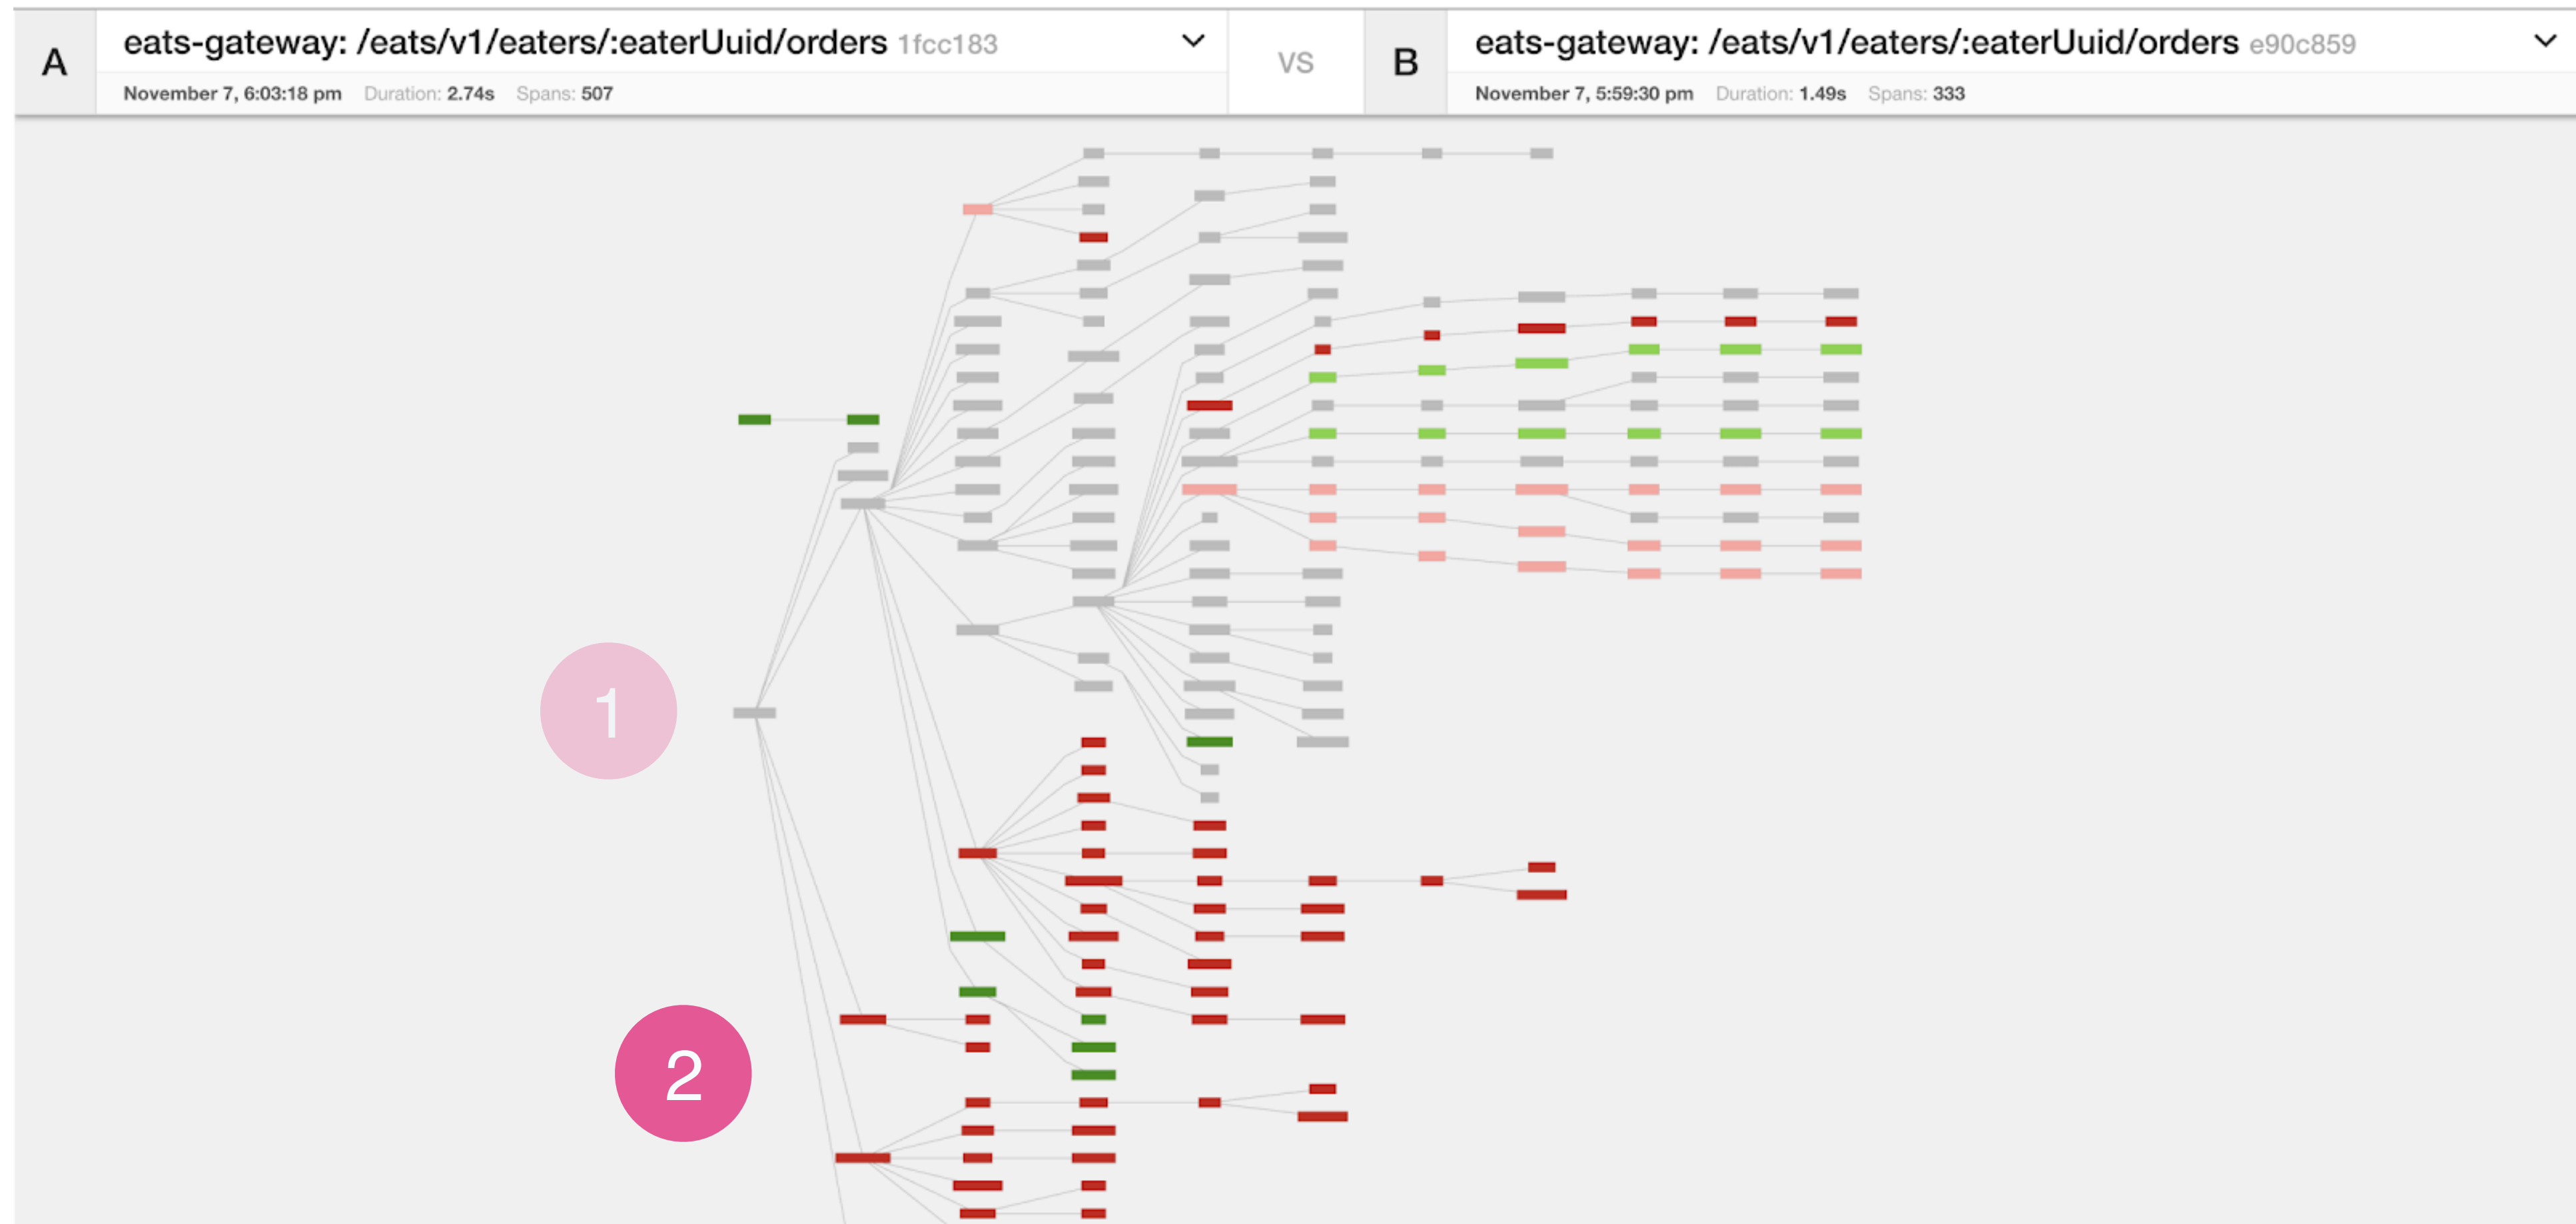 A
eats-gateway: /eats/v1/eaters/:eaterUuid/orders 1fcc183
November 7, 6:03:18 pm Duration: 2.74s Spans: 507
VS
B
eats-gateway: /eats/v1/eaters/:eaterUuid/orders e90c859
November 7, 5:59:30 pm Duration: 1.49s Spans: 333
1
2